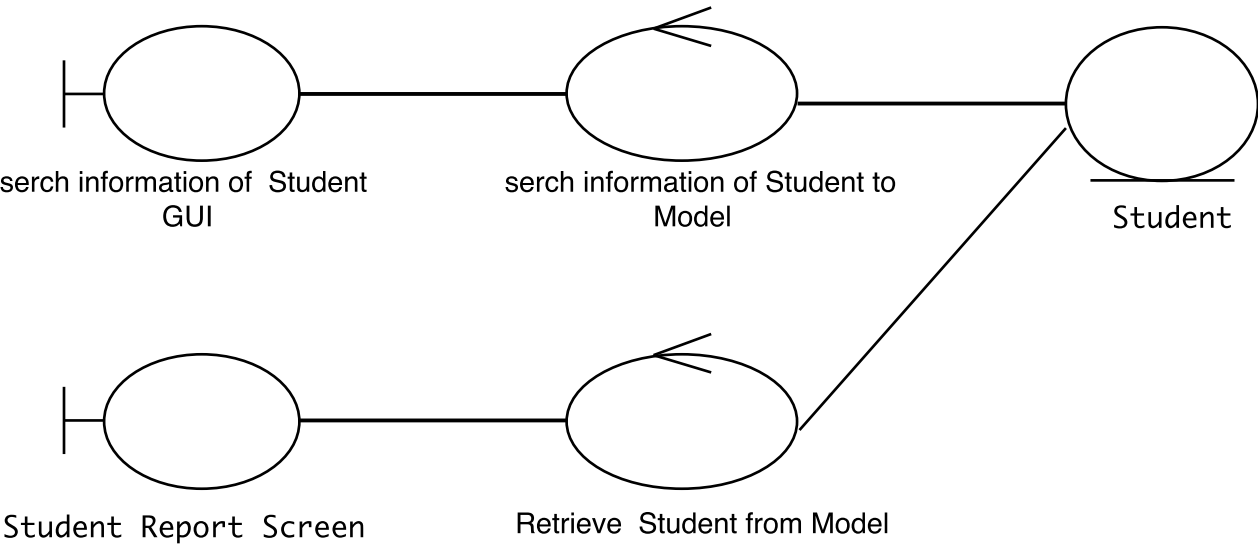 serch information of  Student
GUI
serch information of Student to
Model
Student
Student Report Screen
Retrieve  Student from Model